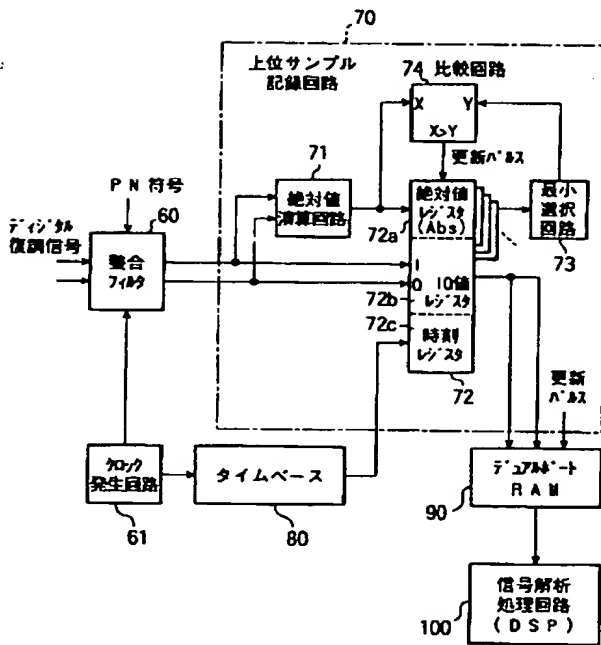 70
上位サンプル
記録回路
74 比較回路
X Y
X>Y
更新パルス
71
絶対値
演算回路
PN 符号
60
ディジタル
復調信号
整合
フィルタ
絶対値
レジスタ
(Abs)
72a
最小
選択
回路
73
I
Q IQ値
レジスタ
72b
72c
時刻
レジスタ
72
更新
パルス
クロック
発生回路
61
タイムベース
80
デュアルポート
RAM
90
信号解析
処理回路
(DSP)
100